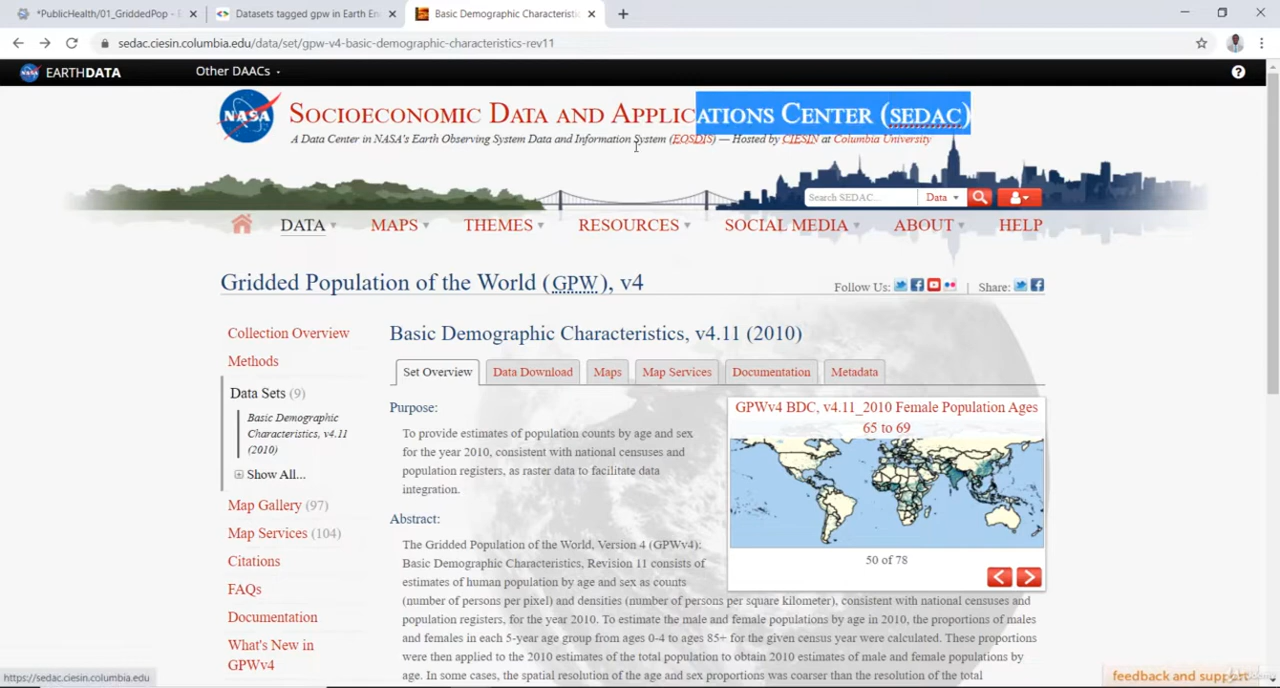 *PublicHealth/01_GriddedPop - E
Datasets tagged gpw in Earth En
Basic Demographic Characteristic
sedac.ciesin.columbia.edu/data/set/gpw-v4-basic-demographic-characteristics-rev11
NASA EARTHDATA Other DAACs
NASA
SOCIOECONOMIC DATA AND APPLICATIONS CENTER (SEDAC)
A Data Center in NASA's Earth Observing System Data and Information System (EOSDIS) — Hosted by CIESIN at Columbia University
Search SEDAC... Data
DATA MAPS THEMES RESOURCES SOCIAL MEDIA ABOUT HELP
Gridded Population of the World (GPW), v4
Follow Us: | Share:
Collection Overview
Methods
Data Sets (9)
Basic Demographic
Characteristics, v4.11
(2010)
Show All...
Map Gallery (97)
Map Services (104)
Citations
FAQs
Documentation
What's New in
GPWv4
Basic Demographic Characteristics, v4.11 (2010)
Set Overview Data Download Maps Map Services Documentation Metadata
Purpose:
To provide estimates of population counts by age and sex
for the year 2010, consistent with national censuses and
population registers, as raster data to facilitate data
integration.
GPWv4 BDC, v4.11_2010 Female Population Ages
65 to 69
50 of 78
Abstract:
The Gridded Population of the World, Version 4 (GPWv4):
Basic Demographic Characteristics, Revision 11 consists of
estimates of human population by age and sex as counts
(number of persons per pixel) and densities (number of persons per square kilometer), consistent with national censuses and
population registers, for the year 2010. To estimate the male and female populations by age in 2010, the proportions of males
and females in each 5-year age group from ages 0-4 to ages 85+ for the given census year were calculated. These proportions
were then applied to the 2010 estimates of the total population to obtain 2010 estimates of male and female populations by
age. In some cases, the spatial resolution of the age and sex proportions was coarser than the resolution of the total
https://sedac.ciesin.columbia.edu
feedback and support